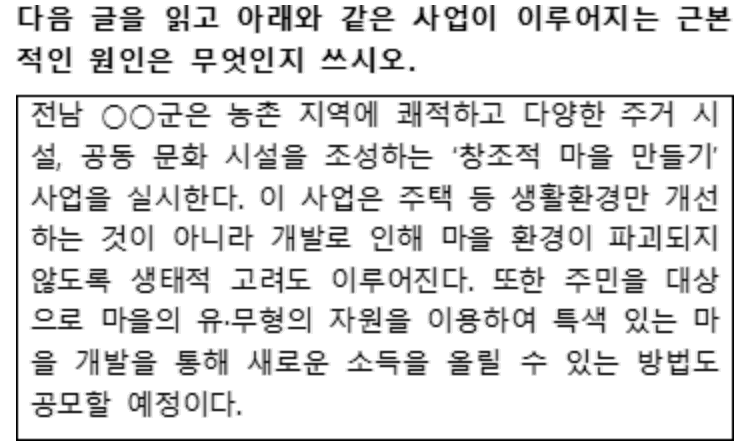 다음 글을 읽고 아래와 같은 사업이 이루어지는 근본
적인 원인은 무엇인지 쓰시오.
전남 ○○군은 농촌 지역에 쾌적하고 다양한 주거 시
설, 공동 문화 시설을 조성하는 '창조적 마을 만들기'
사업을 실시한다. 이 사업은 주택 등 생활환경만 개선
하는 것이 아니라 개발로 인해 마을 환경이 파괴되지
않도록 생태적 고려도 이루어진다. 또한 주민을 대상
으로 마을의 유·무형의 자원을 이용하여 특색 있는 마
을 개발을 통해 새로운 소득을 올릴 수 있는 방법도
공모할 예정이다.